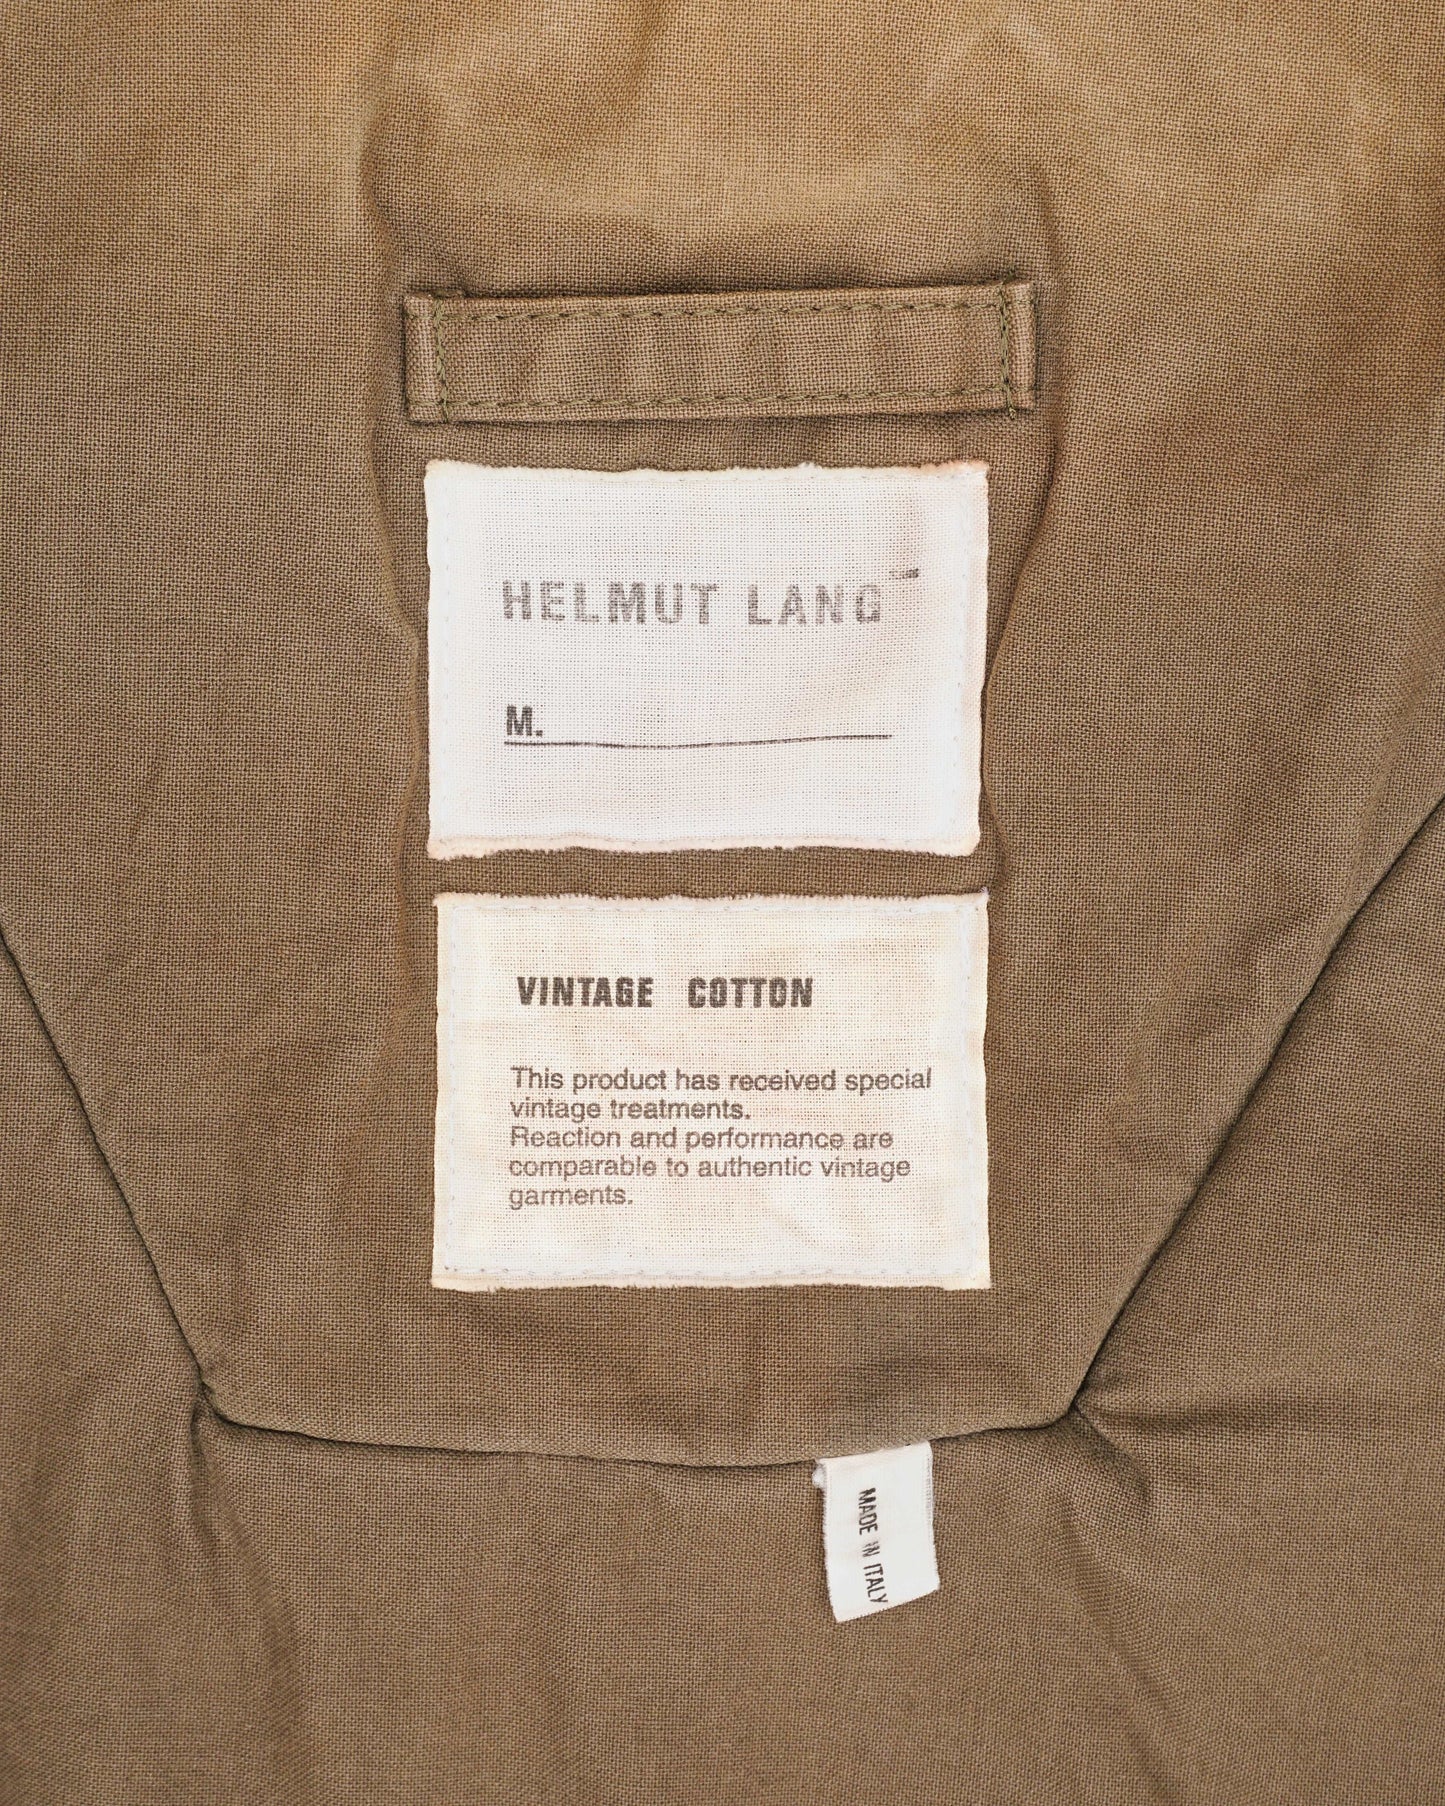 HELMUT LANG
M.
VINTAGE COTTON
This product has received special
vintage treatments.
Reaction and performance are
comparable to authentic vintage
garments.
MADE IN ITALY